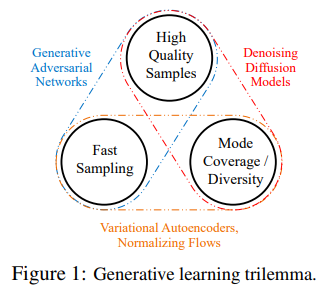 High
Quality
Samples
Generative
Adversarial
Networks
Denoising
Diffusion
Models
Fast
Sampling
Mode
Coverage /
Diversity
Variational Autoencoders,
Normalizing Flows
Figure 1: Generative learning trilemma.